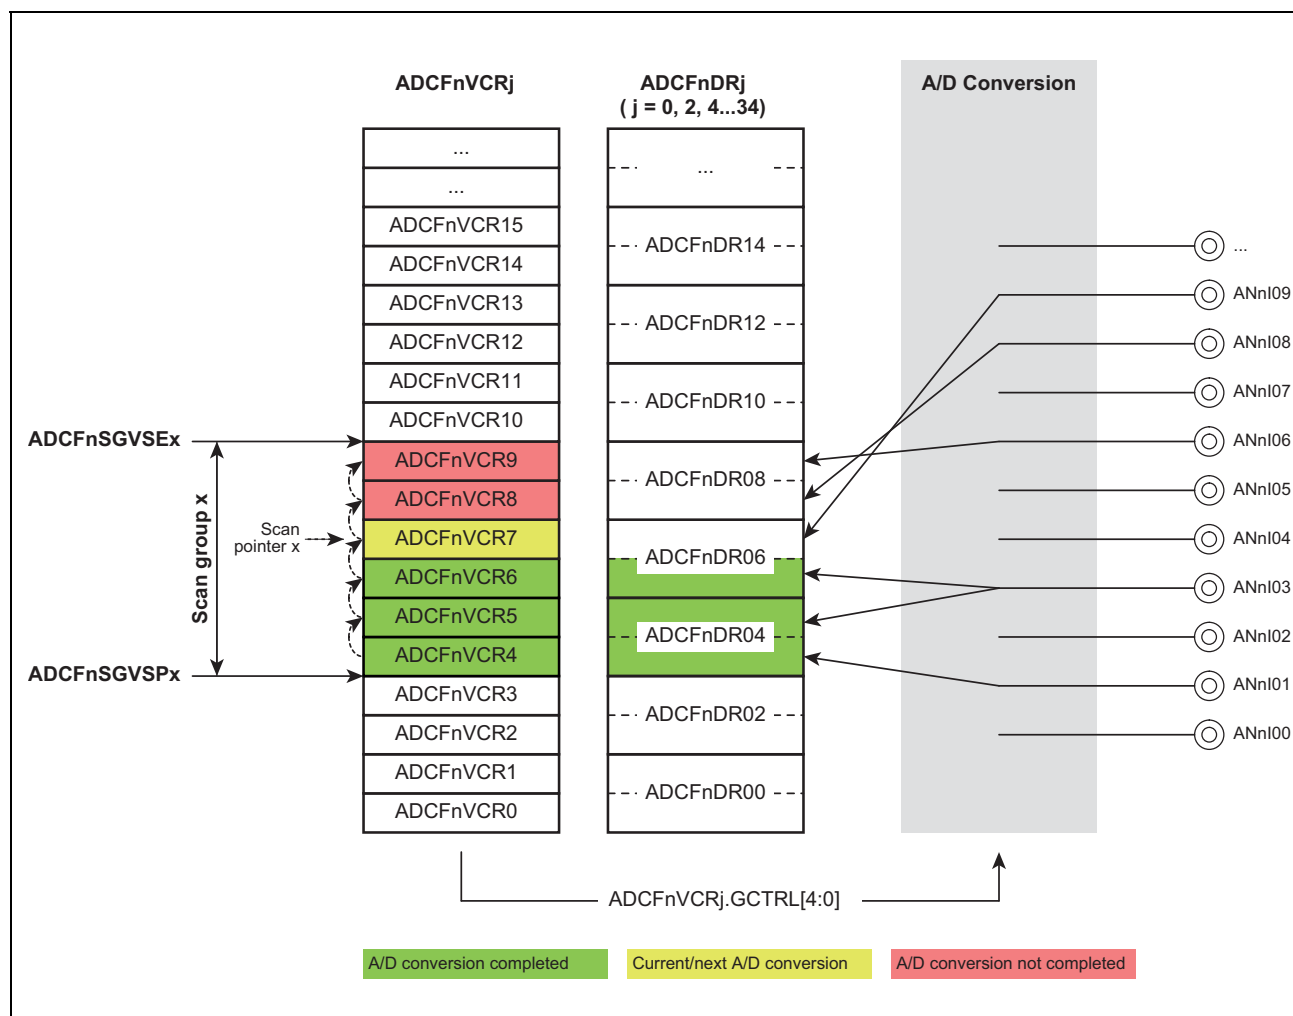 ADCFnVCRj
ADCFnDRj
( j = 0, 2, 4...34)
A/D Conversion
...
...
ADCFnVCR15
ADCFnVCR14
ADCFnVCR13
ADCFnVCR12
ADCFnVCR11
ADCFnVCR10
ADCFnVCR9
ADCFnVCR8
ADCFnVCR7
ADCFnVCR6
ADCFnVCR5
ADCFnVCR4
ADCFnVCR3
ADCFnVCR2
ADCFnVCR1
ADCFnVCR0
...
ADCFnDR14
ADCFnDR12
ADCFnDR10
ADCFnDR08
ADCFnDR06
ADCFnDR04
ADCFnDR02
ADCFnDR00
...
ANnI09
ANnI08
ANnI07
ANnI06
ANnI05
ANnI04
ANnI03
ANnI02
ANnI01
ANnI00
ADCFnSGVSEx
Scan group x
Scan
pointer x
ADCFnSGVSPx
ADCFnVCRj.GCTRL[4:0]
A/D conversion completed
Current/next A/D conversion
A/D conversion not completed